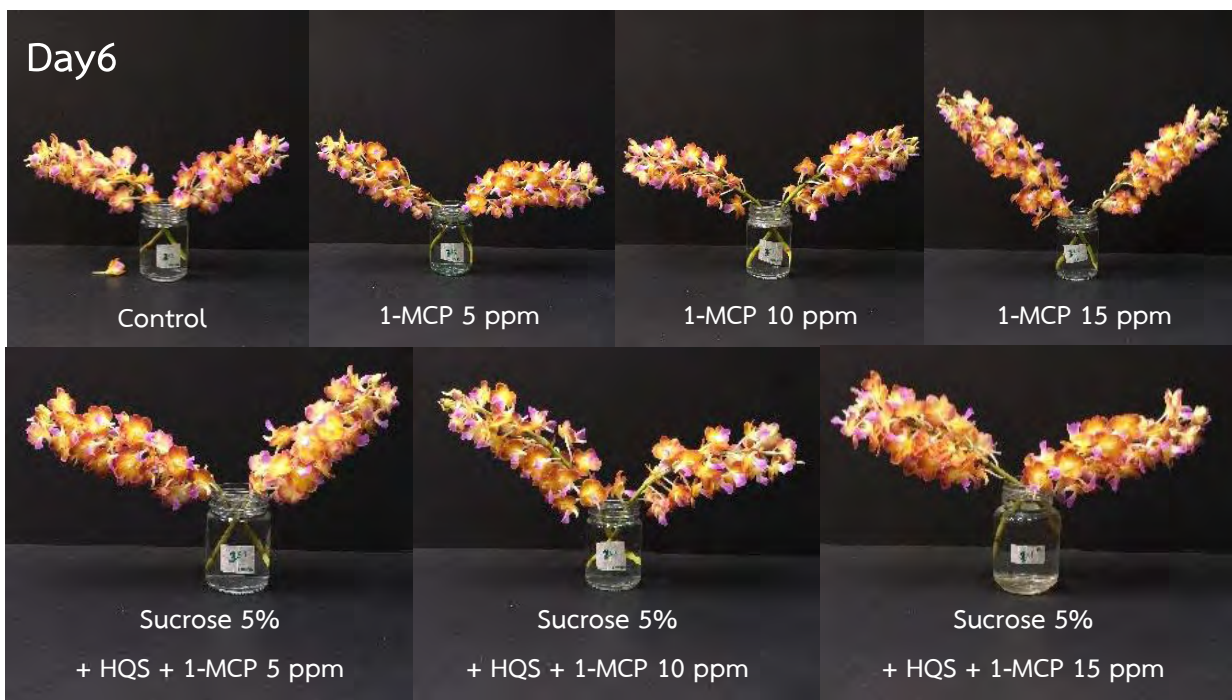 Day6
Control
1-MCP 5 ppm
1-MCP 10 ppm
1-MCP 15 ppm
Sucrose 5%
+ HQS + 1-MCP 5 ppm
Sucrose 5%
+ HQS + 1-MCP 10 ppm
Sucrose 5%
+ HQS + 1-MCP 15 ppm